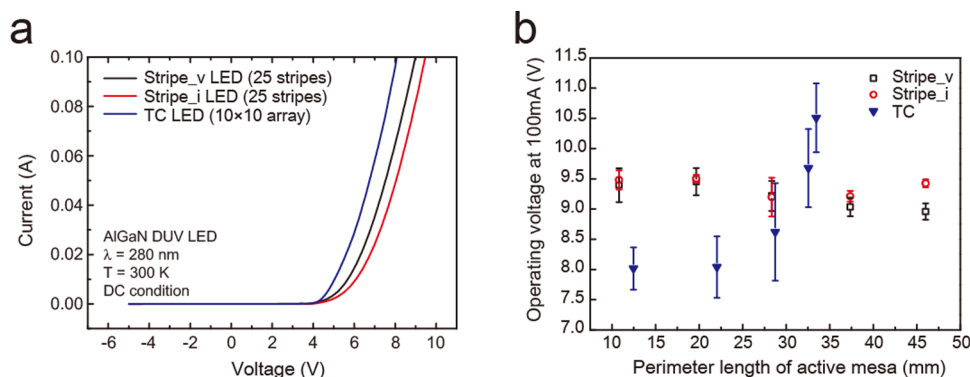 a
0.10
0.08
0.06
0.04
0.02
0.00
Current (A)
Stripe_v LED (25 stripes)
Stripe_i LED (25 stripes)
TC LED (10×10 array)
AlGaN DUV LED
λ = 280 nm
T = 300 K
DC condition
-6 -4 -2 0 2 4 6 8 10
Voltage (V)
b
11.5
11.0
10.5
10.0
9.5
9.0
8.5
8.0
7.5
7.0
Operating voltage at 100mA (V)
Stripe_v
Stripe_i
TC
10 15 20 25 30 35 40 45 50
Perimeter length of active mesa (mm)